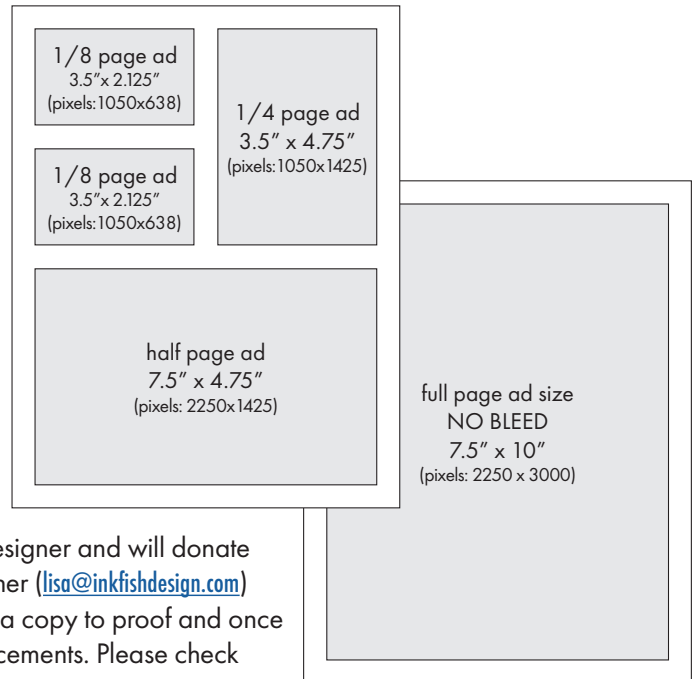 1/8 page ad
3.5″x 2.125″
(pixels:1050x638)
1/8 page ad
3.5″x 2.125″
(pixels:1050x638)
1/4 page ad
3.5″ x 4.75″
(pixels:1050x1425)
half page ad
7.5″ x 4.75″
(pixels: 2250x1425)
full page ad size
NO BLEED
7.5″ x 10″
(pixels: 2250 x 3000)
esigner and will donate
ner (lisa@inkfishdesign.com)
a copy to proof and once
cements. Please check